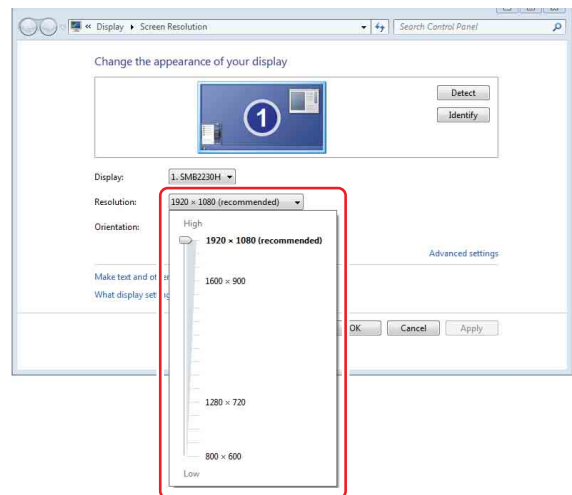 « Display ▸ Screen Resolution
Search Control Panel
Change the appearance of your display
1
Detect
Identify
Display:
1. SMB2230H
Resolution:
1920 × 1080 (recommended)
Orientation:
High
1920 × 1080 (recommended)
Advanced settings
Make text and
1600 × 900
What display
OK
Cancel
Apply
1280 × 720
800 × 600
Low